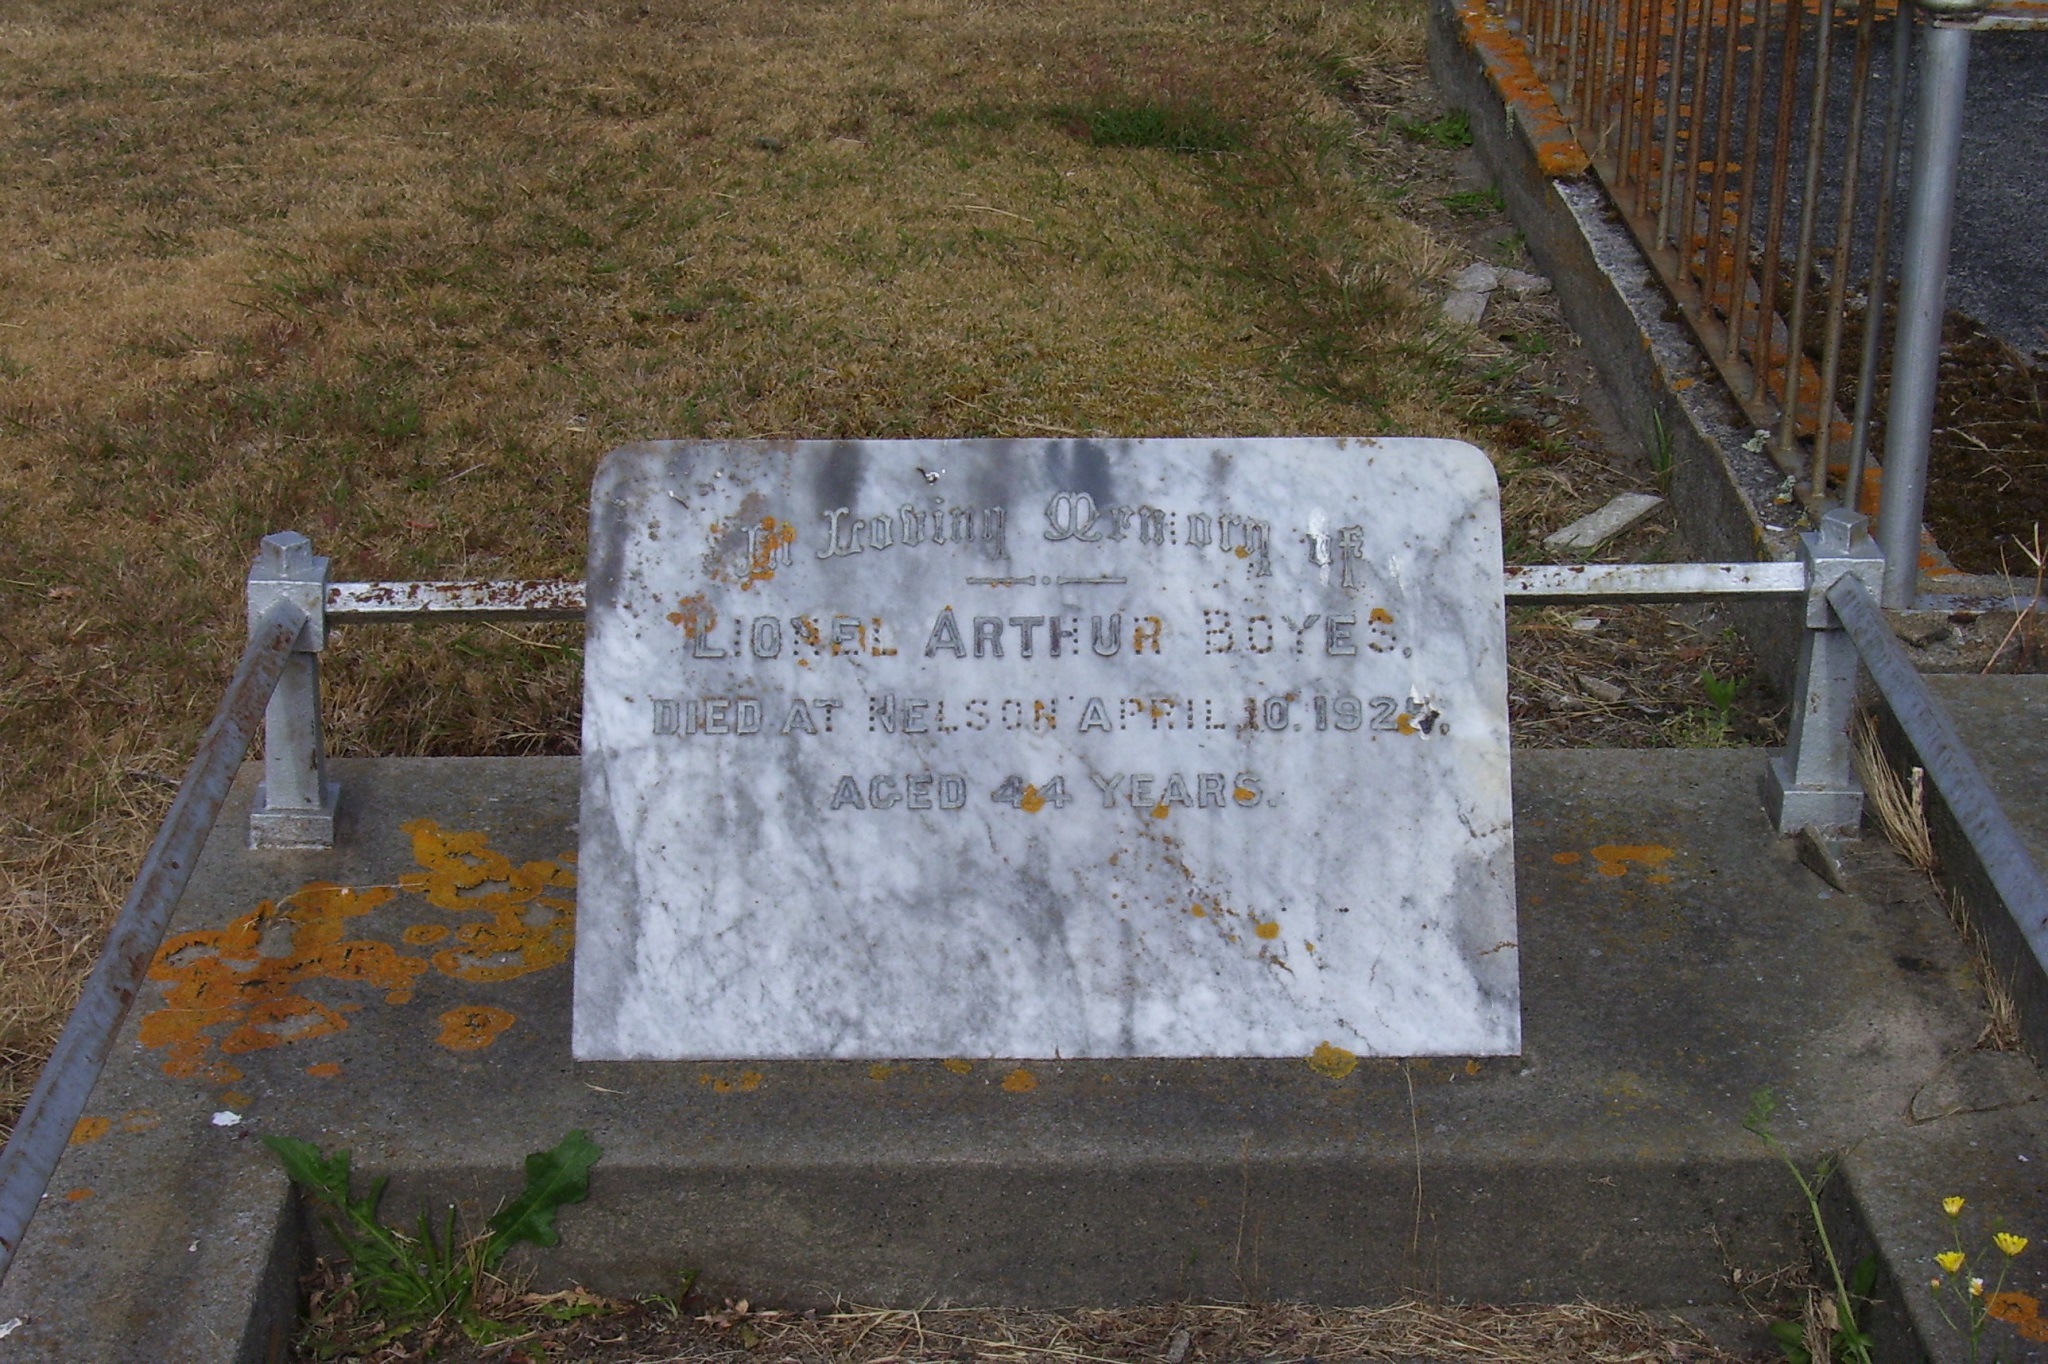 In Loving Memory of
LIONEL ARTHUR BOYES,
DIED AT NELSON APRIL 10. 
AGED 44 YEARS.